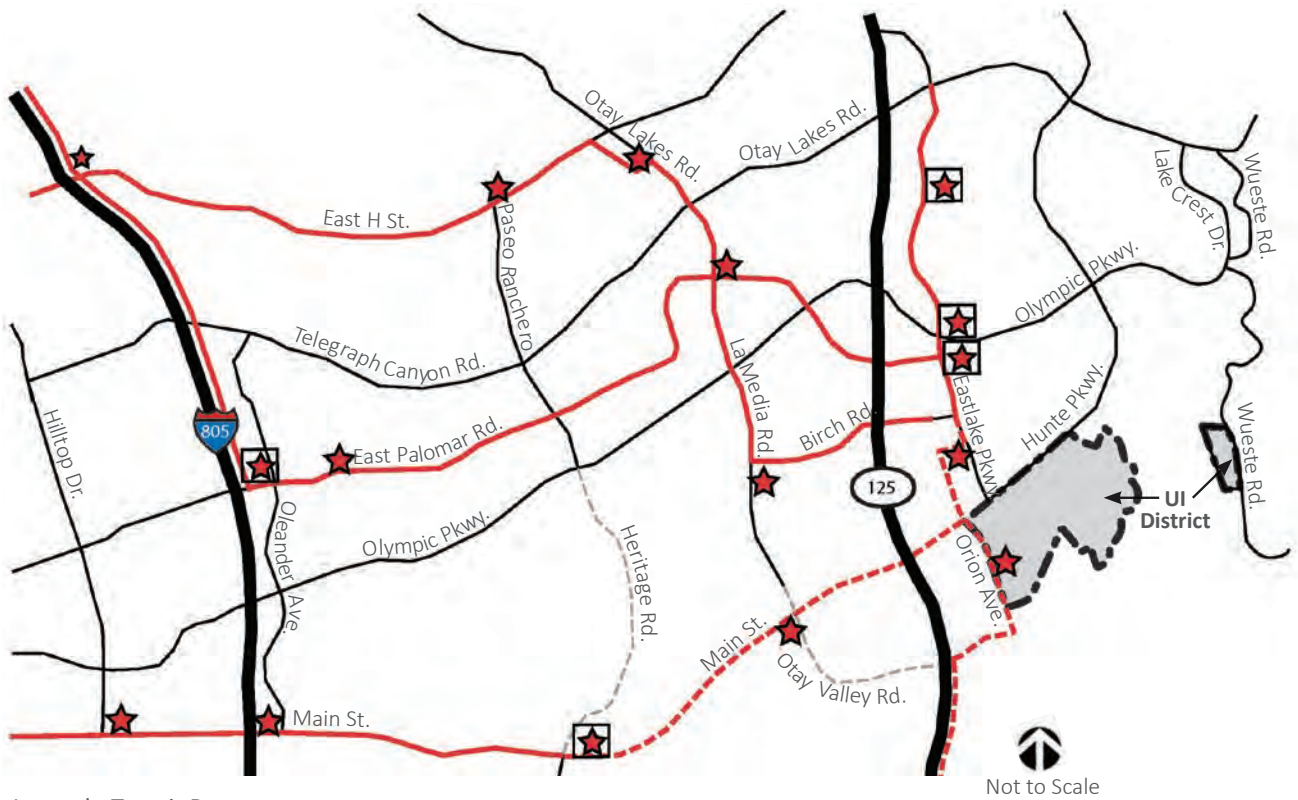 Otay Lakes Rd.
Otay Lakes Rd.
East H St.
Paseo Ranchero
Lake Crest Dr.
Wueste Rd.
Olympic Pkwy.
Telegraph Canyon Rd.
La Media Rd.
Eastlake Pkwy.
Hunte Pkwy.
Birch Rd.
Hilltop Dr.
805
East Palomar Rd.
125
Wueste Rd.
UI
District
Oleander Ave.
Olympic Pkwy.
Heritage Rd.
Orion Ave.
Main St.
Otay Valley Rd.
Main St.
Not to Scale